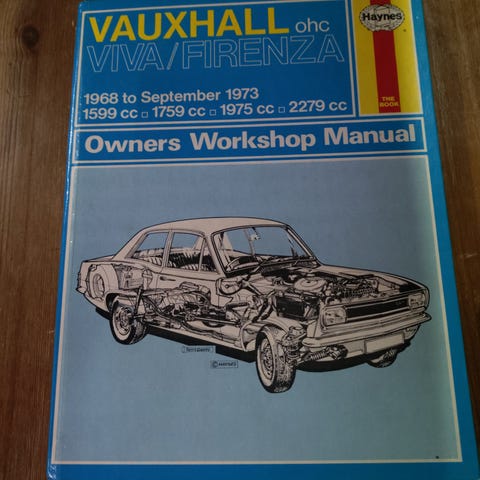 VAUXHALL ohc
VIVA/FIRENZA
Haynes
THE
BOOK
1968 to September 1973
1599 cc □ 1759 cc □ 1975 cc □ 2279 cc
Owners Workshop Manual
© HAYNES